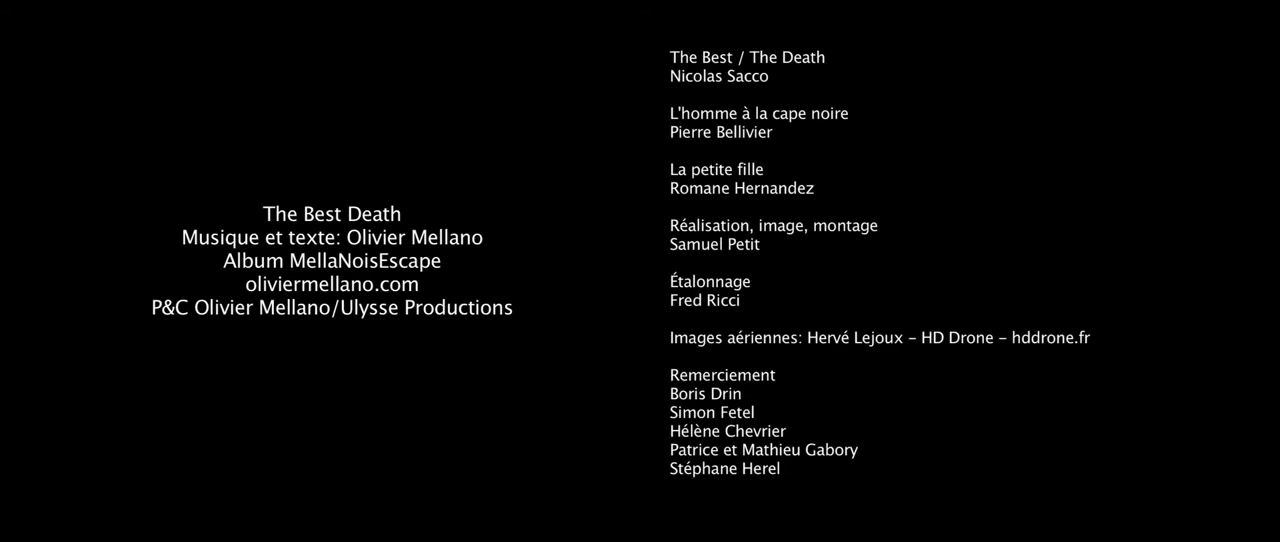 The Best Death
Musique et texte: Olivier Mellano
Album MellaNoisEscape
oliviermellano.com
P&C Olivier Mellano/Ulysse Productions
The Best / The Death
Nicolas Sacco
L'homme à la cape noire
Pierre Bellivier
La petite fille
Romane Hernandez
Réalisation, image, montage
Samuel Petit
Étalonnage
Fred Ricci
Images aériennes: Hervé Lejoux – HD Drone – hddrone.fr
Remerciement
Boris Drin
Simon Fetel
Hélène Chevrier
Patrice et Mathieu Gabory
Stéphane Herel